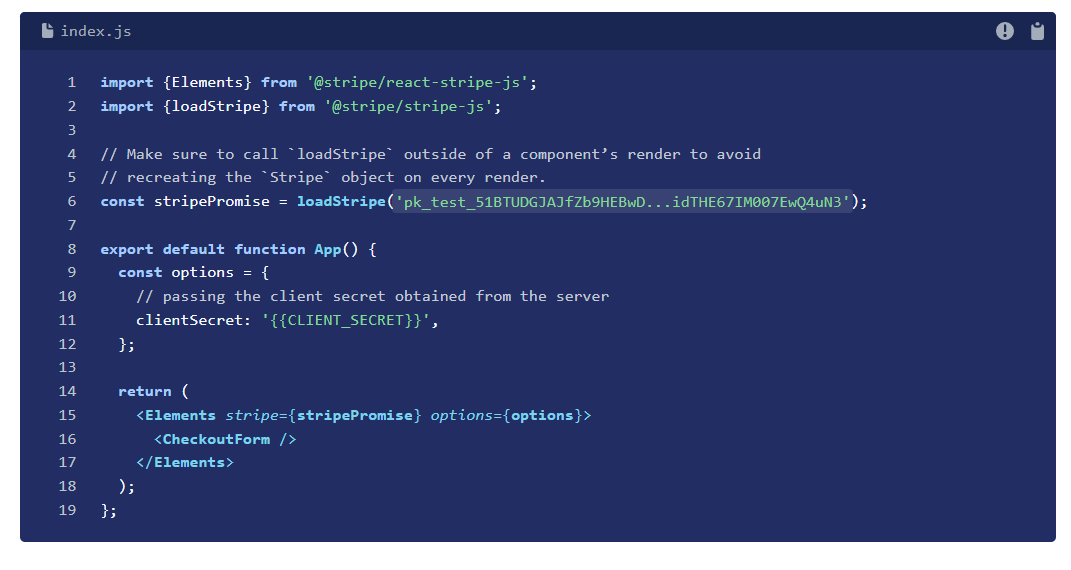 index.js
1 import {Elements} from '@stripe/react-stripe-js';
2 import {loadStripe} from '@stripe/stripe-js';
3
4 // Make sure to call `loadStripe` outside of a component’s render to avoid
5 // recreating the `Stripe` object on every render.
6 const stripePromise = loadStripe('pk_test_51BTUDGJAJfZb9HEBwD...idTHE67IM007EwQ4uN3');
7
8 export default function App() {
9   const options = {
10     // passing the client secret obtained from the server
11     clientSecret: '{{CLIENT_SECRET}}',
12   };
13
14   return (
15     <Elements stripe={stripePromise} options={options}>
16       <CheckoutForm />
17     </Elements>
18   );
19 };